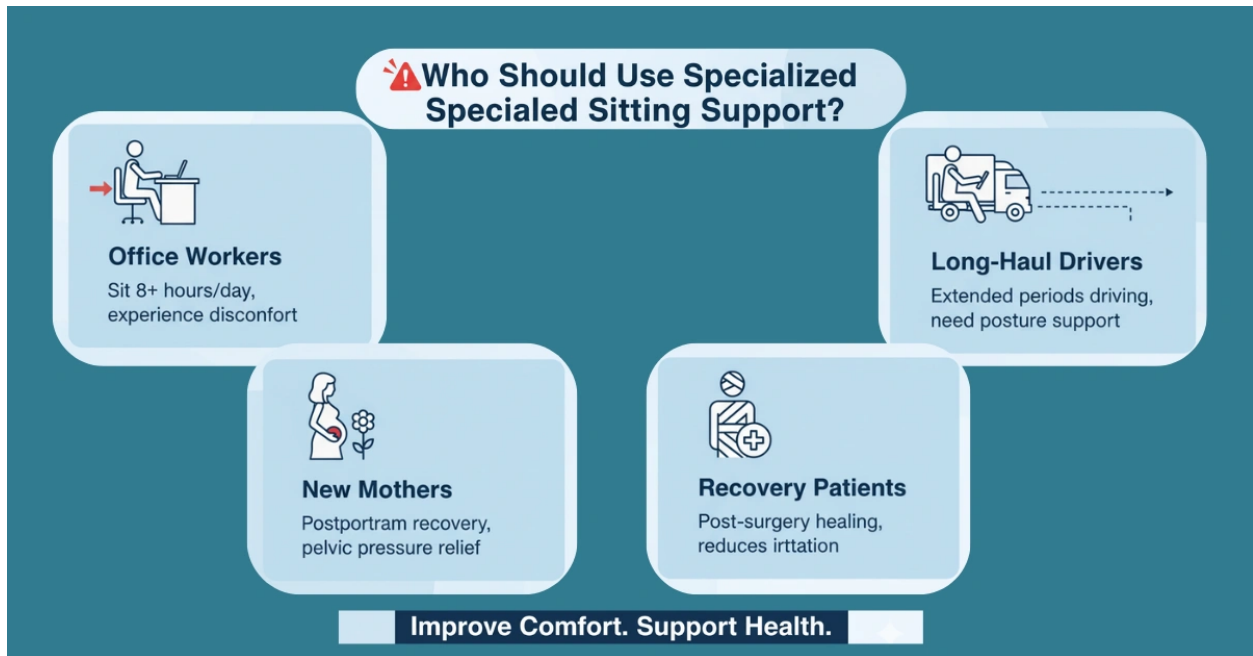 Who Should Use Specialized
Specialed Sitting Support?
Office Workers
Sit 8+ hours/day,
experience disconfort
Long-Haul Drivers
Extended periods driving,
need posture support
New Mothers
Postportram recovery,
pelvic pressure relief
Recovery Patients
Post-surgery healing,
reduces irttation
Improve Comfort. Support Health.